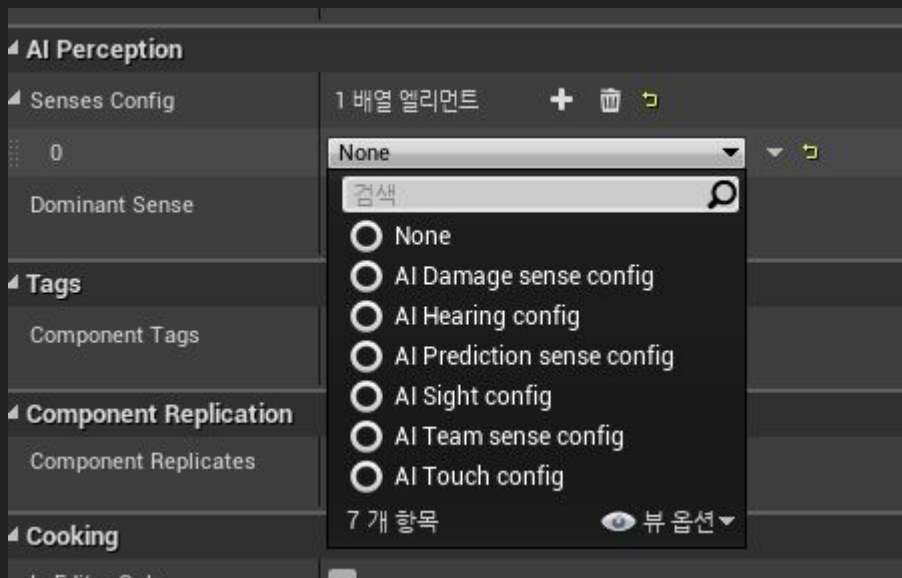 AI Perception
Senses Config
1 배열 엘리먼트
0
None
Dominant Sense
검색
None
AI Damage sense config
Tags
AI Hearing config
Component Tags
AI Prediction sense config
AI Sight config
Component Replication
AI Team sense config
Component Replicates
AI Touch config
7 개 항목
뷰 옵션
Cooking